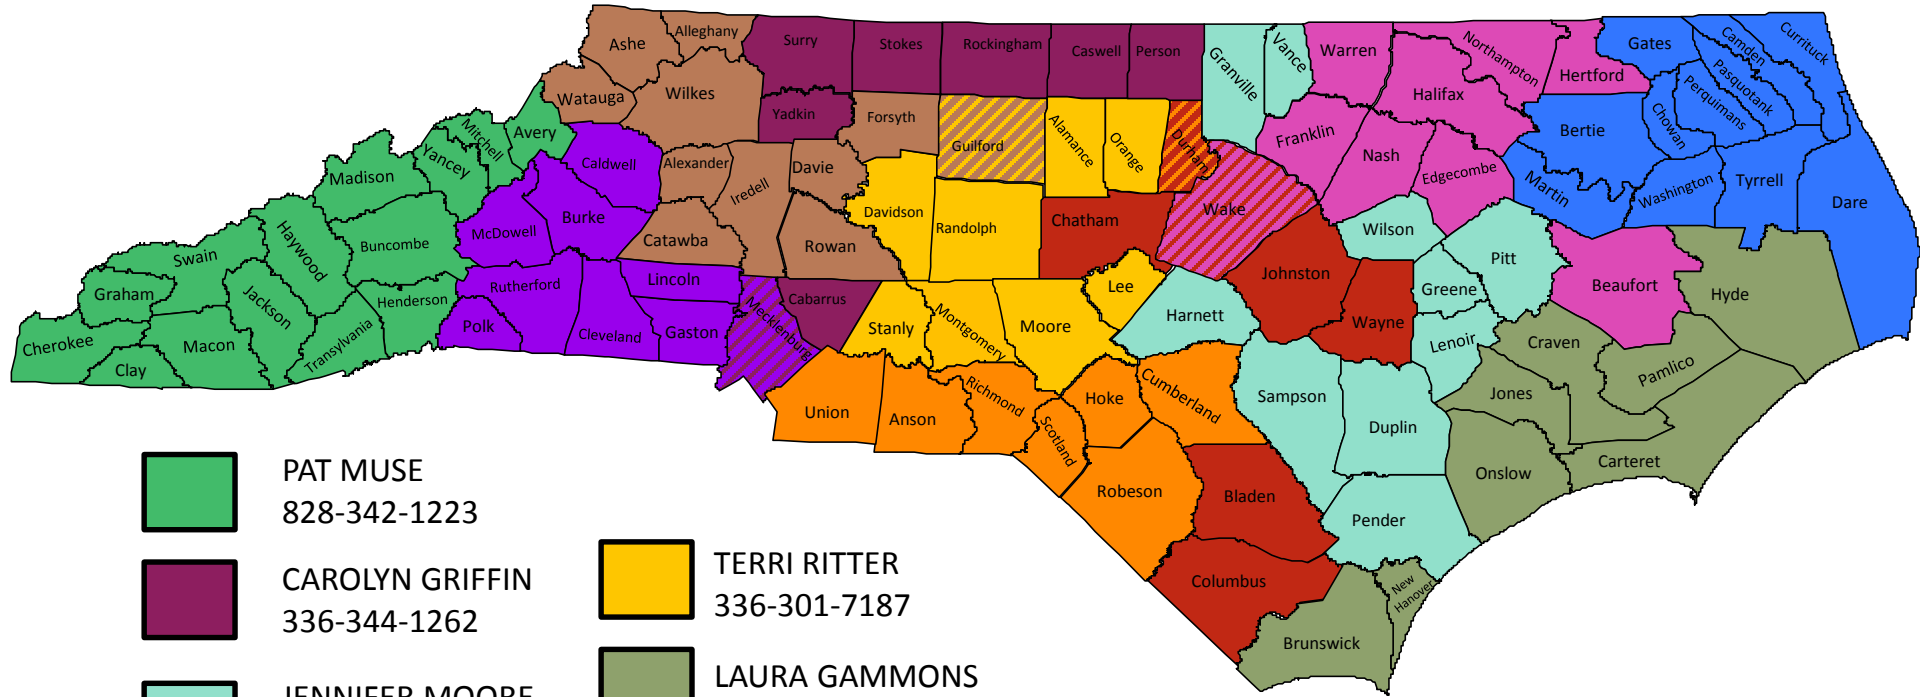 Ashe
Alleghany
Surry
Stokes
Rockingham
Caswell
Person
Granville
Vance
Warren
Northampton
Hertford
Gates
Camden
Currituck
Pasquotank
Perquimans
Chowan
Watauga
Wilkes
Yadkin
Forsyth
Guilford
Alamance
Orange
Durham
Franklin
Halifax
Nash
Edgecombe
Bertie
Martin
Washington
Tyrrell
Dare
Mitchell
Avery
Yancey
Madison
Caldwell
Alexander
Iredell
Davie
Davidson
Randolph
Chatham
Wake
Wilson
Pitt
Beaufort
Hyde
McDowell
Burke
Catawba
Rowan
Buncombe
Haywood
Swain
Graham
Jackson
Henderson
Transylvania
Cherokee
Macon
Clay
Rutherford
Polk
Cleveland
Lincoln
Gaston
Mecklenburg
Cabarrus
Stanly
Montgomery
Moore
Lee
Harnett
Johnston
Wayne
Greene
Lenoir
Craven
Pamlico
Jones
Union
Anson
Richmond
Scotland
Hoke
Cumberland
Sampson
Duplin
Onslow
Carteret
Robeson
Bladen
Pender
Columbus
New
Hanover
Brunswick
PAT MUSE
828-342-1223
CAROLYN GRIFFIN
336-344-1262
JENNIFER MOORE
TERRI RITTER
336-301-7187
LAURA GAMMONS